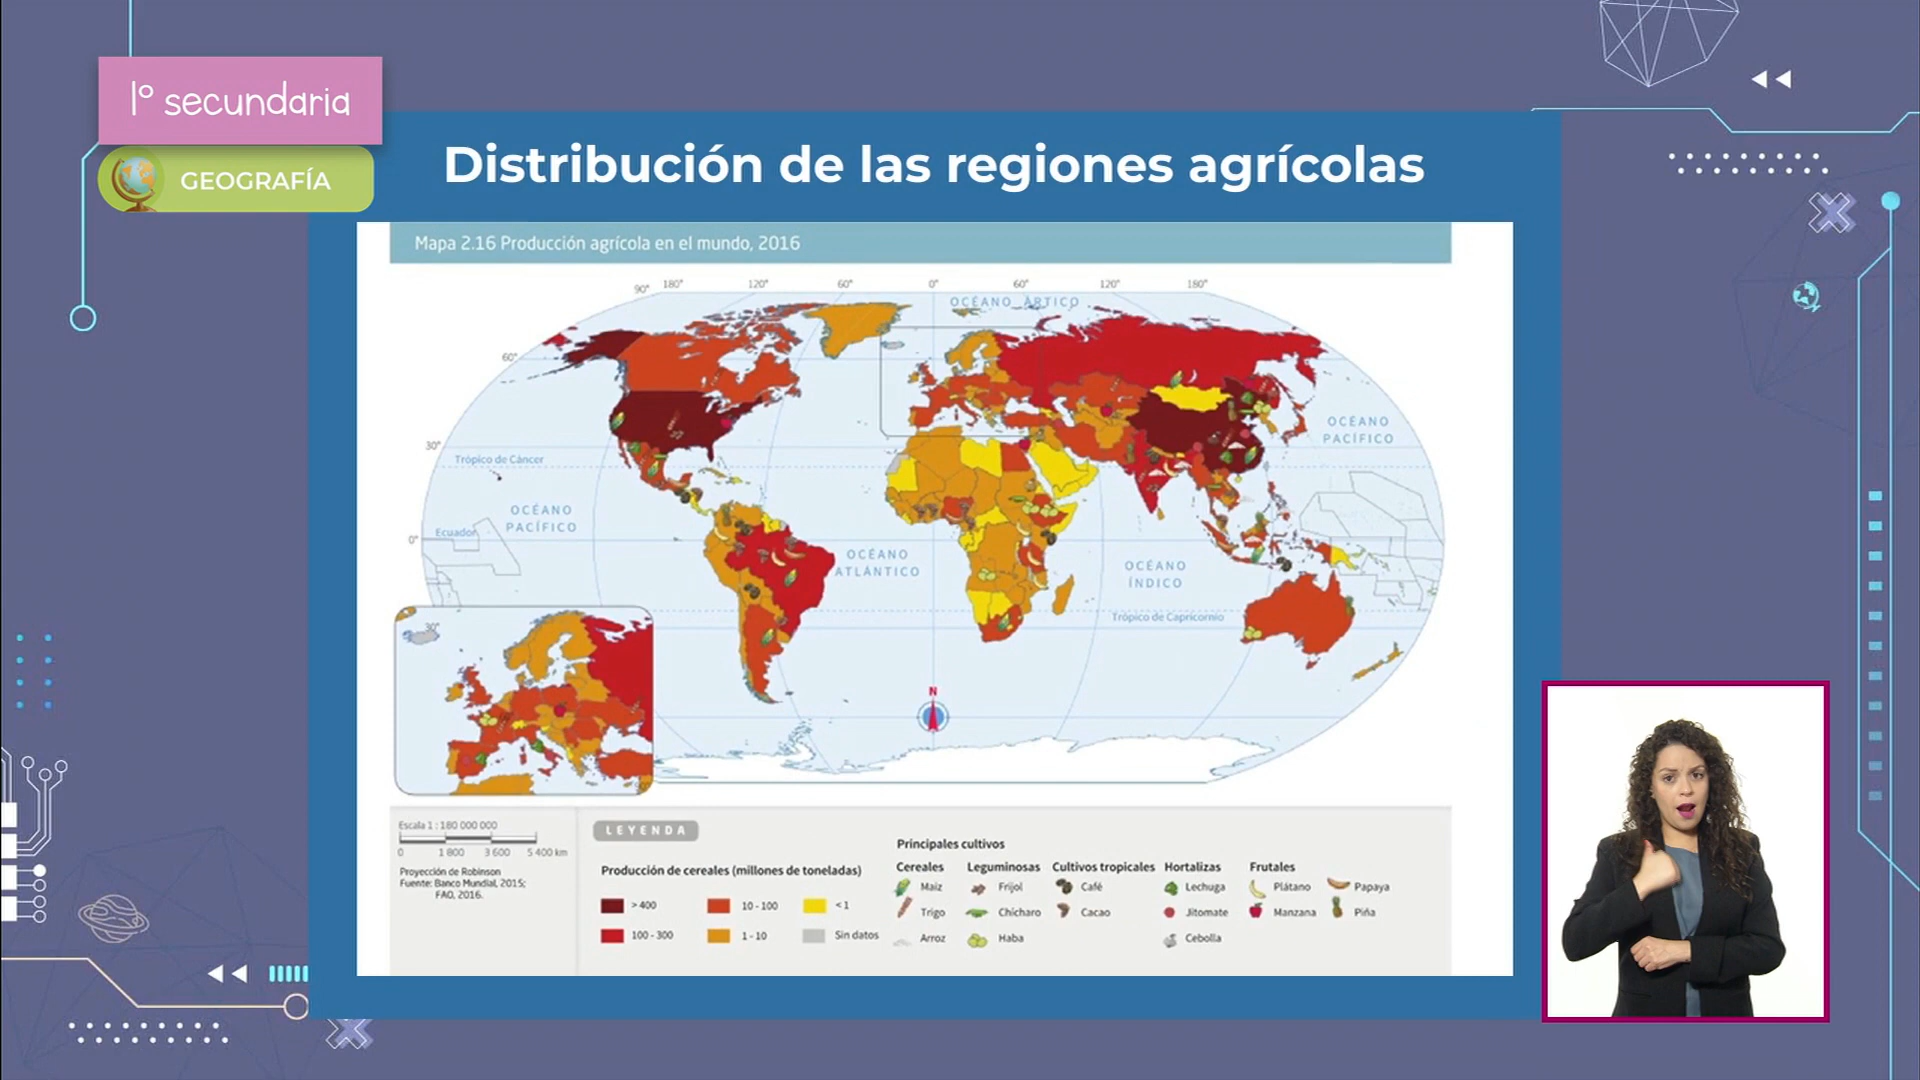 1° secundaria
GEOGRAFÍA
Distribución de las regiones agrícolas
Mapa 2.16 Producción agrícola en el mundo, 2016
90° 180° 120° 60° 0° 60° 120° 180°
OCÉANO ÁRTICO
60°
30°
Trópico de Cáncer
OCÉANO
PACÍFICO
OCÉANO
PACÍFICO
Ecuador
0°
OCÉANO
ATLÁNTICO
OCÉANO
ÍNDICO
Trópico de Capricornio
30°
N
Escala 1 : 180 000 000
0 1 800 3 600 5 400 km
Proyección de Robinson
Fuente: Banco Mundial, 2015;
FAO, 2016.
LEYENDA
Producción de cereales (millones de toneladas)
> 400 10 - 100 < 1
100 - 300 1 - 10 Sin datos
Principales cultivos
Cereales Leguminosas Cultivos tropicales Hortalizas Frutales
Maíz Frijol Café Lechuga Plátano Papaya
Trigo Chícharo Cacao Jitomate Manzana Piña
Arroz Haba Cebolla